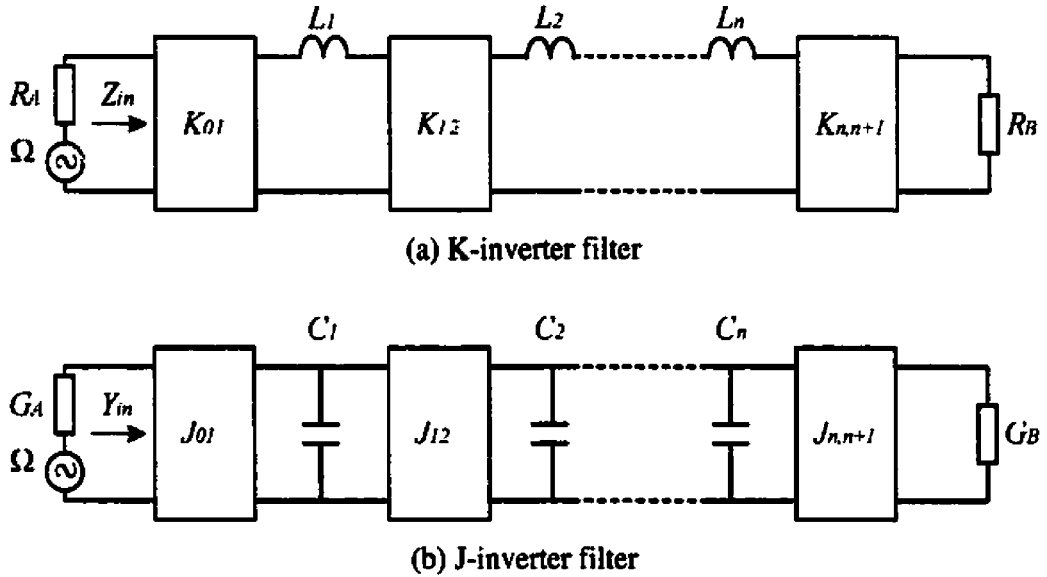 L1 L2 Ln
RA Zin K01 K12 Kn,n+1 RB
Ω
(a) K-inverter filter
C1 C2 Cn
GA Yin J01 J12 Jn,n+1 GB
Ω
(b) J-inverter filter